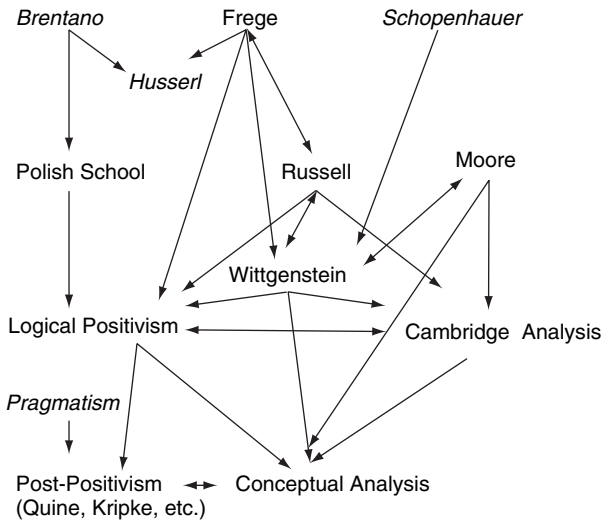 Brentano
Frege
Schopenhauer
Husserl
Polish School
Russell
Moore
Wittgenstein
Logical Positivism
Cambridge Analysis
Pragmatism
Post-Positivism
(Quine, Kripke, etc.)
Conceptual Analysis